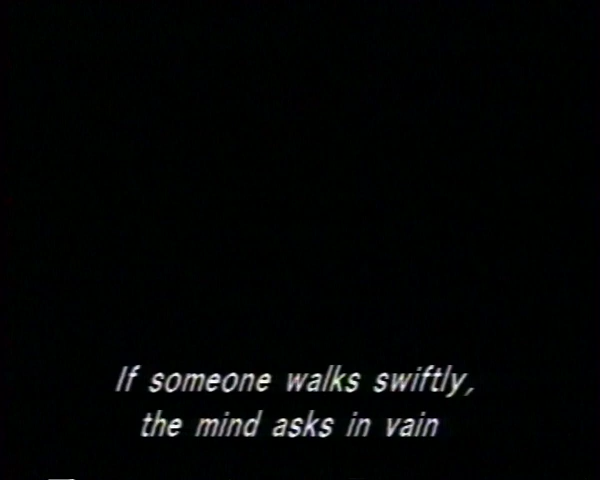 If someone walks swiftly,
the mind asks in vain